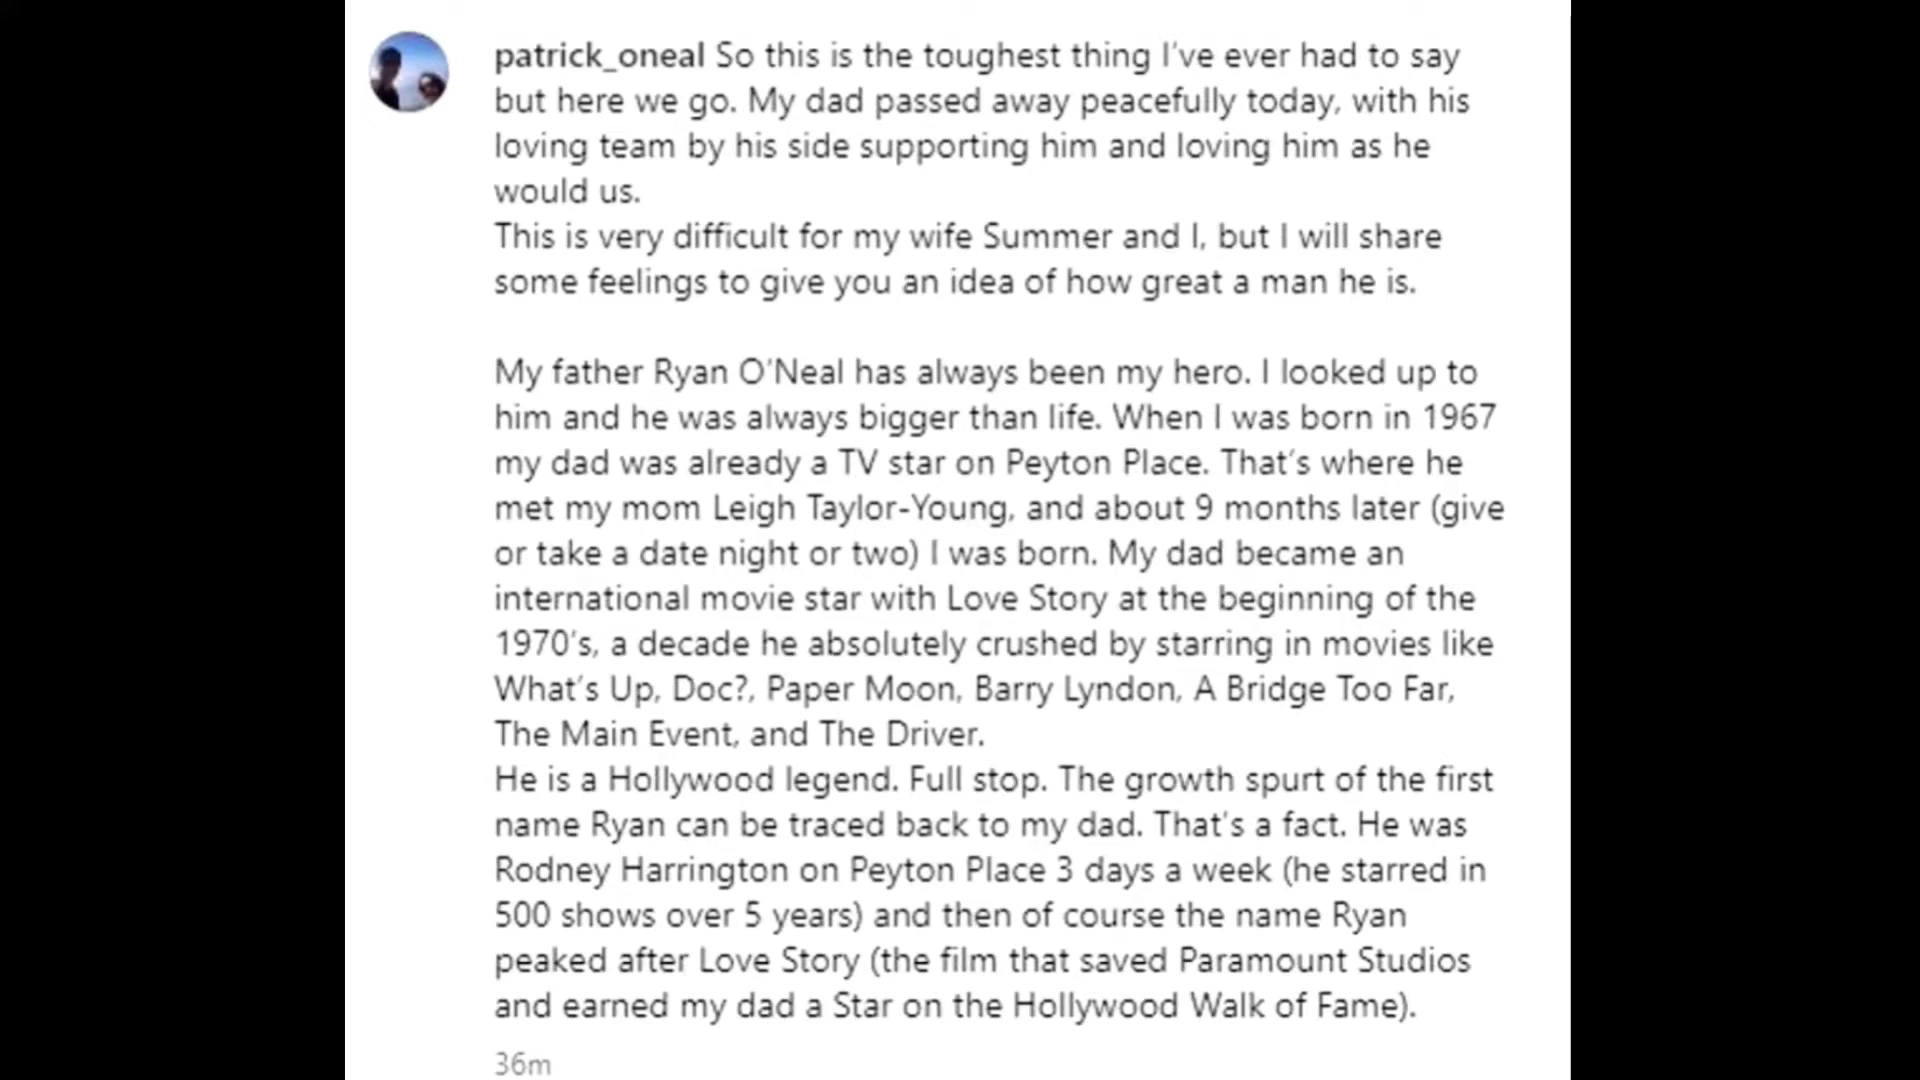 patrick_oneal So this is the toughest thing I've ever had to say
but here we go. My dad passed away peacefully today, with his
loving team by his side supporting him and loving him as he
would us.
This is very difficult for my wife Summer and I, but I will share
some feelings to give you an idea of how great a man he is.
My father Ryan O'Neal has always been my hero. I looked up to
him and he was always bigger than life. When I was born in 1967
my dad was already a TV star on Peyton Place. That's where he
met my mom Leigh Taylor-Young, and about 9 months later (give
or take a date night or two) I was born. My dad became an
international movie star with Love Story at the beginning of the
1970's, a decade he absolutely crushed by starring in movies like
What's Up, Doc?, Paper Moon, Barry Lyndon, A Bridge Too Far,
The Main Event, and The Driver.
He is a Hollywood legend. Full stop. The growth spurt of the first
name Ryan can be traced back to my dad. That's a fact. He was
Rodney Harrington on Peyton Place 3 days a week (he starred in
500 shows over 5 years) and then of course the name Ryan
peaked after Love Story (the film that saved Paramount Studios
and earned my dad a Star on the Hollywood Walk of Fame).
36m